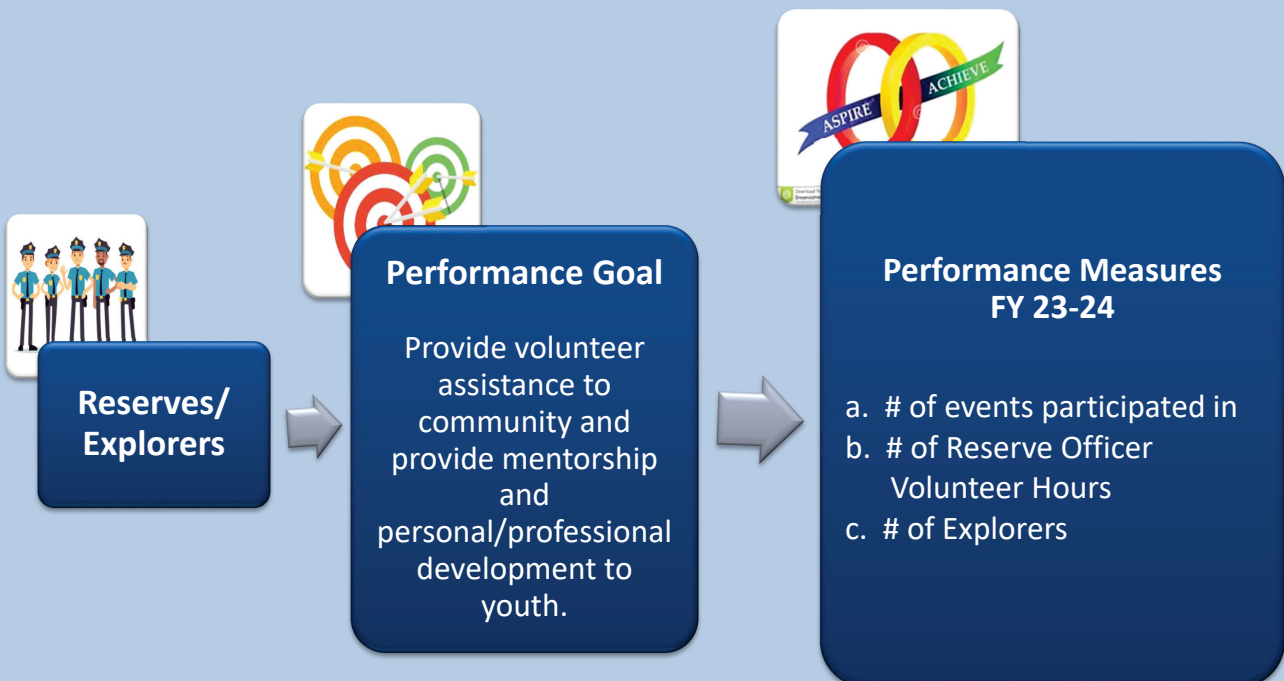 ASPIRE
ACHIEVE
Reserves/
Explorers
Performance Goal
Provide volunteer
assistance to
community and
provide mentorship
and
personal/professional
development to
youth.
Performance Measures
FY 23-24
a. # of events participated in
b. # of Reserve Officer
Volunteer Hours
c. # of Explorers